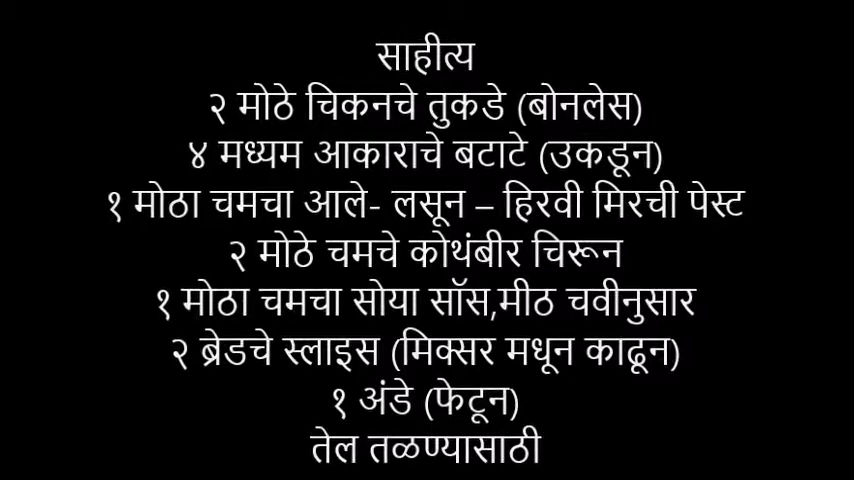 साहीत्य
२ मोठे चिकनचे तुकडे (बोनलेस)
४ मध्यम आकाराचे बटाटे (उकडून)
१ मोठा चमचा आले- लसून – हिरवी मिरची पेस्ट
२ मोठे चमचे कोथंबीर चिरून
१ मोठा चमचा सोया सॉस,मीठ चवीनुसार
२ ब्रेडचे स्लाइस (मिक्सर मधून काढून)
१ अंडे (फेटून)
तेल तळण्यासाठी